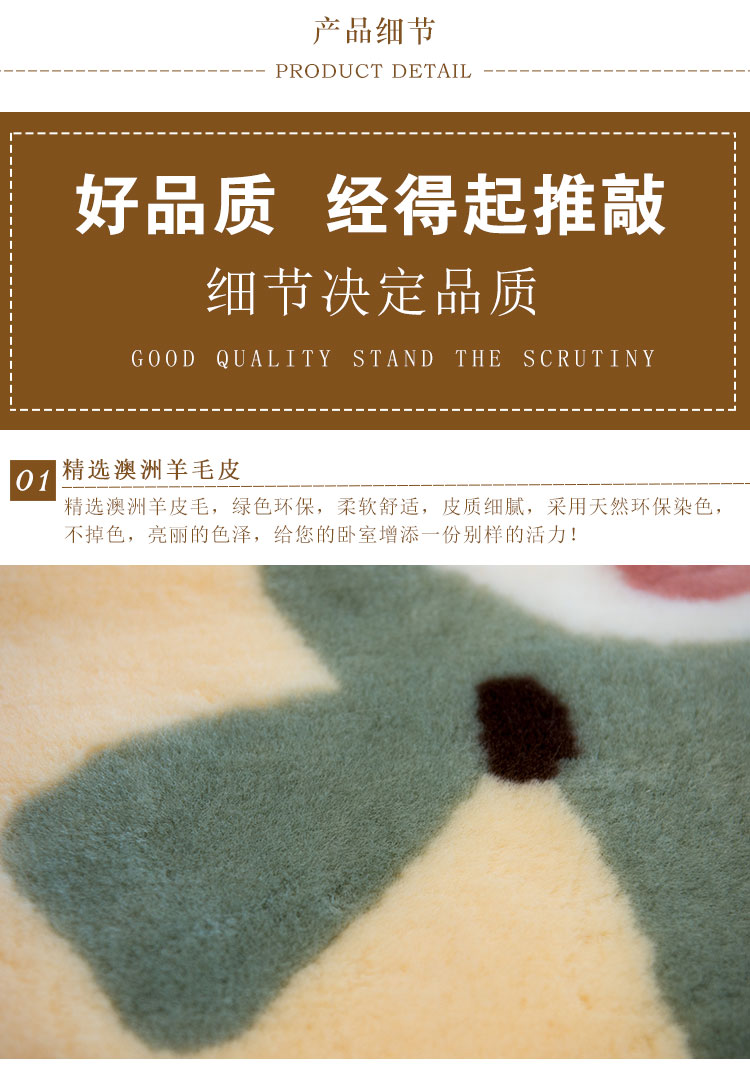 产品细节
PRODUCT DETAIL
好品质 经得起推敲
细节决定品质
GOOD QUALITY STAND THE SCRUTINY
01
精选澳洲羊毛皮
精选澳洲羊皮毛，绿色环保，柔软舒适，皮质细腻，采用天然环保染色，
不掉色，亮丽的色泽，给您的卧室增添一份别样的活力！